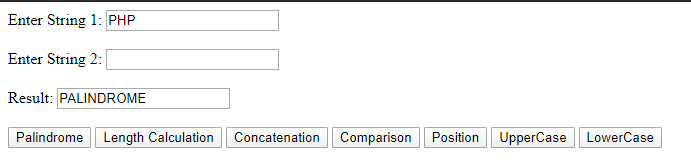 Enter String 1: PHP
Enter String 2:
Result: PALINDROME
Palindrome Length Calculation Concatenation Comparison Position UpperCase LowerCase